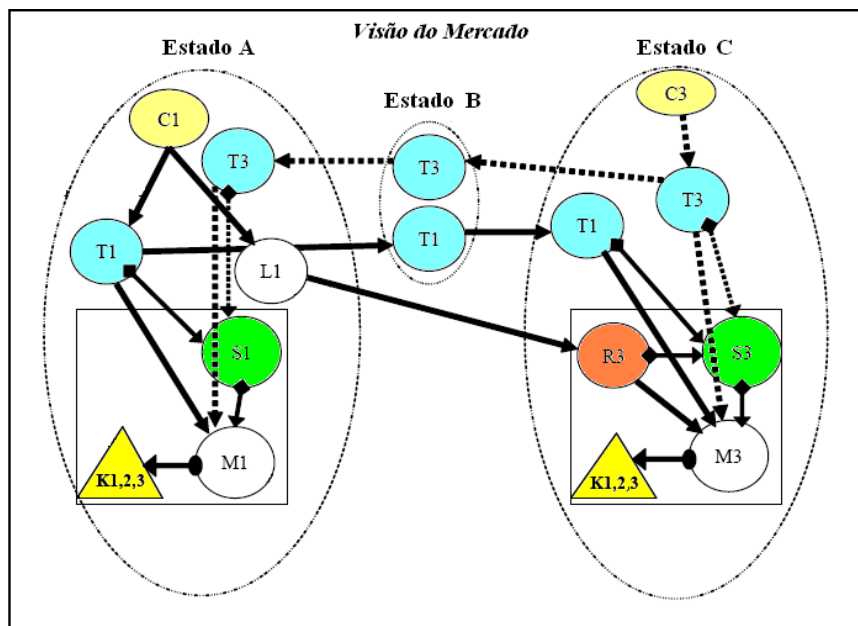 Visão do Mercado
Estado A
Estado B
Estado C
C1
C3
T3
T3
T3
T1
T1
T1
L1
S1
R3
S3
K1,2,3
M1
K1,2,3
M3